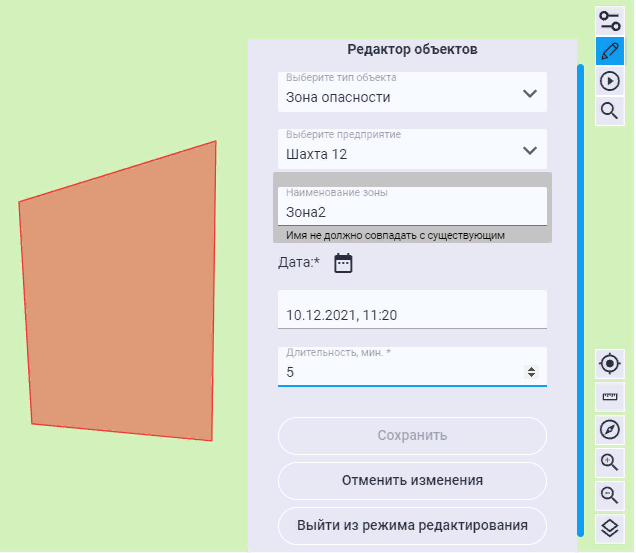 Редактор объектов
Выберите тип объекта
Зона опасности
Выберите предприятие
Шахта 12
Наименование зоны
Зона2
Имя не должно совпадать с существующим
Дата:*
10.12.2021, 11:20
Длительность, мин. *
5
Сохранить
Отменить изменения
Выйти из режима редактирования